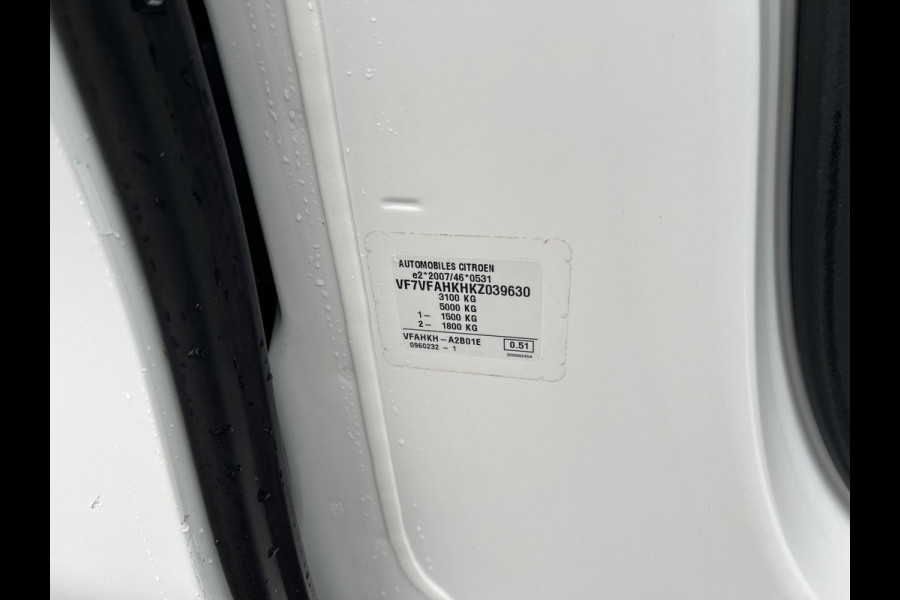 AUTOMOBILES CITROEN
e2*2007/46*0531
VF7VFAHKHKZ039630
3100 KG
5000 KG
1- 1500 KG
2- 1800 KG
VFAHKH-A2B01E
0960232-1
0.51